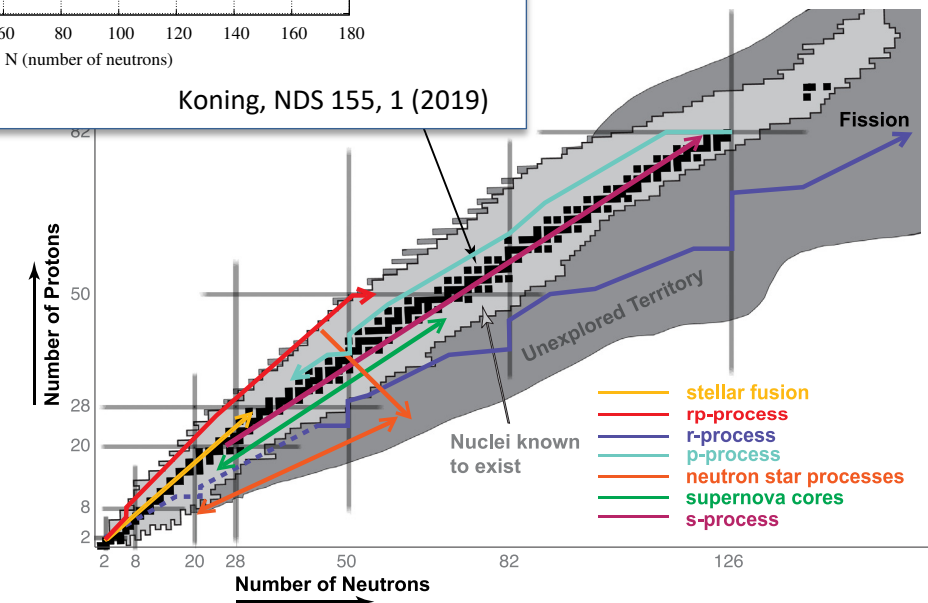 60 80 100 120 140 160 180
N (number of neutrons)
Koning, NDS 155, 1 (2019)
82
Fission
50
Number of Protons
Unexplored Territory
28
20
Nuclei known
to exist
8
2
stellar fusion
rp-process
r-process
p-process
neutron star processes
supernova cores
s-process
2 8 20 28 50 82 126
Number of Neutrons